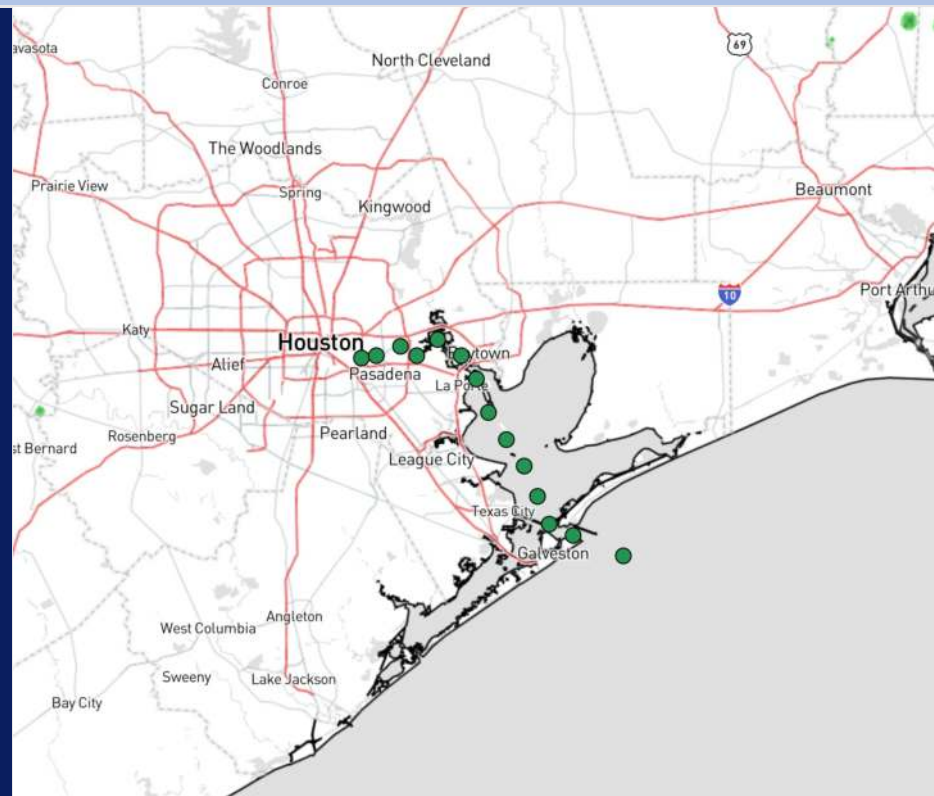 avasota
69
North Cleveland
Conroe
The Woodlands
Prairie View
Spring
Kingwood
Beaumont
10
Port Arthu
Katy
Houston
Baytown
Alief
Pasadena
La Porte
Sugar Land
Rosenberg
Pearland
st Bernard
League City
Texas City
Galveston
Angleton
West Columbia
Sweeny
Lake Jackson
Bay City